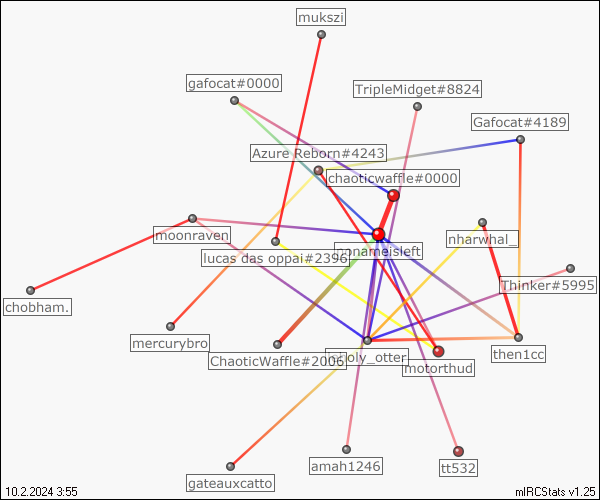 mukszi
gafocat#0000
TripleMidget#8824
Gafocat#4189
Azure Reborn#4243
chaoticwaffle#0000
moonraven
nharwhal_
nonameisleft
lucas das oppai#2396
Thinker#5995
chobham.
mercurybro
ChaoticWaffle#2006
holy_otter
then1cc
motorthud
amah1246
tt532
gateauxcatto
10.2.2024 3:55
mIRCStats v1.25